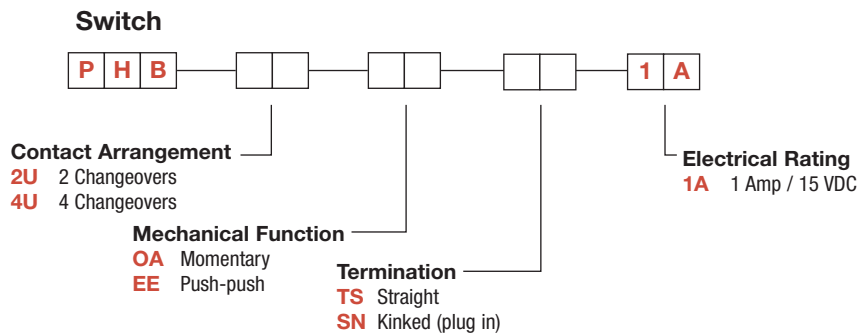 Switch
P H B 1 A
Contact Arrangement
2U 2 Changeovers
4U 4 Changeovers
Electrical Rating
1A 1 Amp / 15 VDC
Mechanical Function
OA Momentary
EE Push-push
Termination
TS Straight
SN Kinked (plug in)